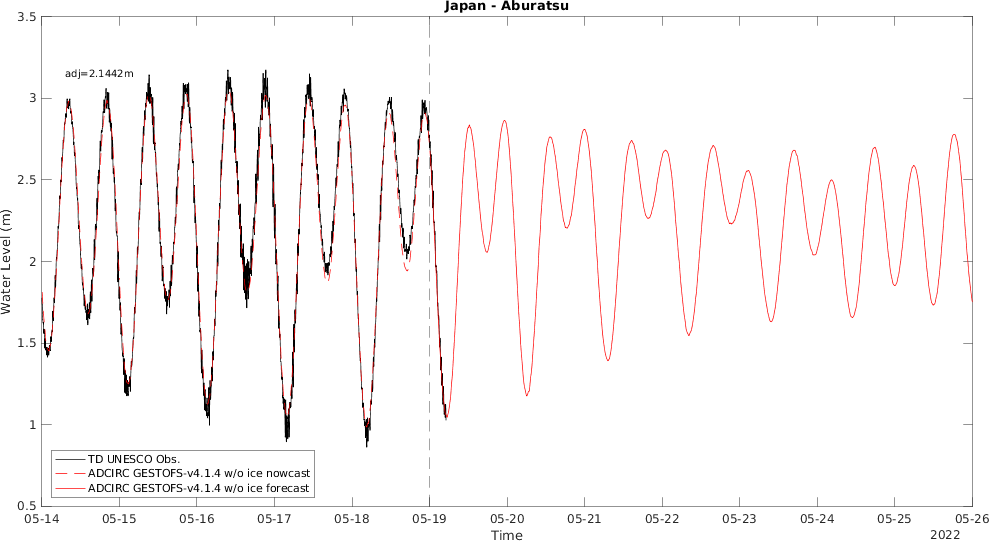 Japan - Aburatsu
adj=2.1442m
3.5
3
2.5
2
1.5
1
0.5
Water Level (m)
TD UNESCO Obs.
ADCIRC GESTOFS-v4.1.4 w/o ice nowcast
ADCIRC GESTOFS-v4.1.4 w/o ice forecast
05-14 05-15 05-16 05-17 05-18 05-19 05-20 05-21 05-22 05-23 05-24 05-25 05-26
Time
2022